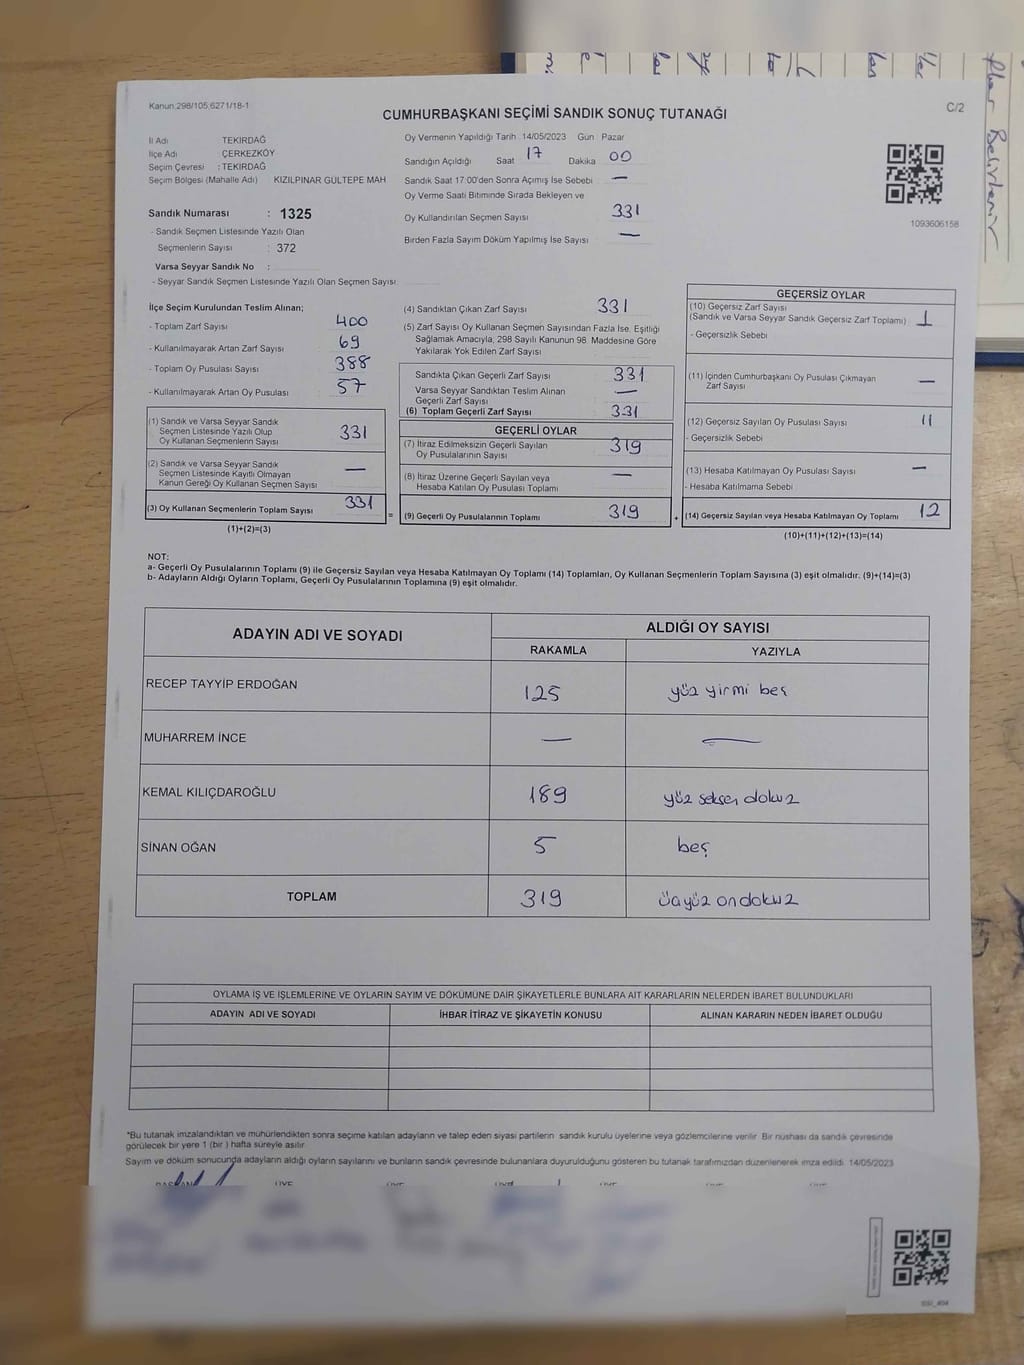 Kanun:298/105;6271/18-1
C/2
CUMHURBAŞKANI SEÇİMİ SANDIK SONUÇ TUTANAĞI
İl Adı : TEKİRDAĞ
İlçe Adı : ÇERKEZKÖY
Seçim Çevresi : TEKİRDAĞ
Seçim Bölgesi (Mahalle Adı) KIZILPINAR GÜLTEPE MAH
Sandık Numarası : 1325
- Sandık Seçmen Listesinde Yazılı Olan
Seçmenlerin Sayısı : 372
Varsa Seyyar Sandık No :
- Seyyar Sandık Seçmen Listesinde Yazılı Olan Seçmen Sayısı
Oy Vermenin Yapıldığı Tarih 14/05/2023 Gün : Pazar
Sandığın Açıldığı Saat 17 Dakika 00
Sandık Saat 17:00'den Sonra Açımış İse Sebebi —
Oy Verme Saati Bitiminde Sırada Bekleyen ve
Oy Kullandırılan Seçmen Sayısı 331
Birden Fazla Sayım Döküm Yapılmış İse Sayısı —
1093606158
İlçe Seçim Kurulundan Teslim Alınan;
- Toplam Zarf Sayısı 400
- Kullanılmayarak Artan Zarf Sayısı 69
- Toplam Oy Pusulası Sayısı 388
- Kullanılmayarak Artan Oy Pusulası 57
(1) Sandık ve Varsa Seyyar Sandık
Seçmen Listesinde Yazılı Olup
Oy Kullanan Seçmenlerin Sayısı 331
(2) Sandık ve Varsa Seyyar Sandık
Seçmen Listesinde Kayıtlı Olmayan
Kanun Gereği Oy Kullanan Seçmen Sayısı —
(3) Oy Kullanan Seçmenlerin Toplam Sayısı 331
(1)+(2)=(3)
=
(4) Sandıktan Çıkan Zarf Sayısı 331
(5) Zarf Sayısı Oy Kullanan Seçmen Sayısından Fazla İse, Eşitliği
Sağlamak Amacıyla, 298 Sayılı Kanunun 98. Maddesine Göre
Yakılarak Yok Edilen Zarf Sayısı
Sandıkta Çıkan Geçerli Zarf Sayısı 331
Varsa Seyyar Sandıktan Teslim Alınan
Geçerli Zarf Sayısı —
(6) Toplam Geçerli Zarf Sayısı 331
GEÇERLİ OYLAR
(7) İtiraz Edilmeksizin Geçerli Sayılan
Oy Pusulalarının Sayısı 319
(8) İtiraz Üzerine Geçerli Sayılan veya
Hesaba Katılan Oy Pusulası Toplamı —
(9) Geçerli Oy Pusulalarının Toplamı 319
+
GEÇERSİZ OYLAR
(10) Geçersiz Zarf Sayısı
(Sandık ve Varsa Seyyar Sandık Geçersiz Zarf Toplamı) 1
- Geçersizlik Sebebi
(11) İçinden Cumhurbaşkanı Oy Pusulası Çıkmayan
Zarf Sayısı —
(12) Geçersiz Sayılan Oy Pusulası Sayısı 11
- Geçersizlik Sebebi
(13) Hesaba Katılmayan Oy Pusulası Sayısı —
- Hesaba Katılmama Sebebi
(14) Geçersiz Sayılan veya Hesaba Katılmayan Oy Toplamı 12
(10)+(11)+(12)+(13)=(14)
NOT:
a- Geçerli Oy Pusulalarının Toplamı (9) ile Geçersiz Sayılan veya Hesaba Katılmayan Oy Toplamı (14) Toplamları, Oy Kullanan Seçmenlerin Toplam Sayısına (3) eşit olmalıdır. (9)+(14)=(3)
b- Adayların Aldığı Oyların Toplamı, Geçerli Oy Pusulalarının Toplamına (9) eşit olmalıdır.
ADAYIN ADI VE SOYADI ALDIĞI OY SAYISI
RAKAMLA YAZIYLA
RECEP TAYYİP ERDOĞAN 125 yüz yirmi beş
MUHARREM İNCE — —
KEMAL KILIÇDAROĞLU 189 yüz seksen dokuz
SİNAN OĞAN 5 beş
TOPLAM 319 üçyüz ondokuz
OYLAMA İŞ VE İŞLEMLERİNE VE OYLARIN SAYIM VE DÖKÜMÜNE DAİR ŞİKAYETLERLE BUNLARA AİT KARARLARIN NELERDEN İBARET BULUNDUKLARI
ADAYIN ADI VE SOYADI İHBAR İTİRAZ VE ŞİKAYETİN KONUSU ALINAN KARARIN NEDEN İBARET OLDUĞU
*Bu tutanak imzalandıktan ve mühürlendikten sonra seçime katılan adayların ve talep eden siyasi partilerin sandık kurulu üyelerine veya gözlemcilerine verilir. Bir nüshası da sandık çevresinde
görülecek bir yere 1 (bir ) hafta süreyle asılır.
Sayım ve döküm sonucunda adayların aldığı oyların sayılarını ve bunların sandık çevresinde bulunanlara duyurulduğunu gösteren bu tutanak tarafımızdan düzenlenerek imza edildi. 14/05/2023